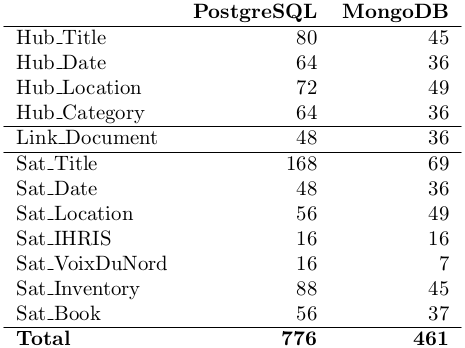 PostgreSQL MongoDB
Hub_Title 80 45
Hub_Date 64 36
Hub_Location 72 49
Hub_Category 64 36
Link_Document 48 36
Sat_Title 168 69
Sat_Date 48 36
Sat_Location 56 49
Sat_IHRIS 16 16
Sat_VoixDuNord 16 7
Sat_Inventory 88 45
Sat_Book 56 37
Total 776 461